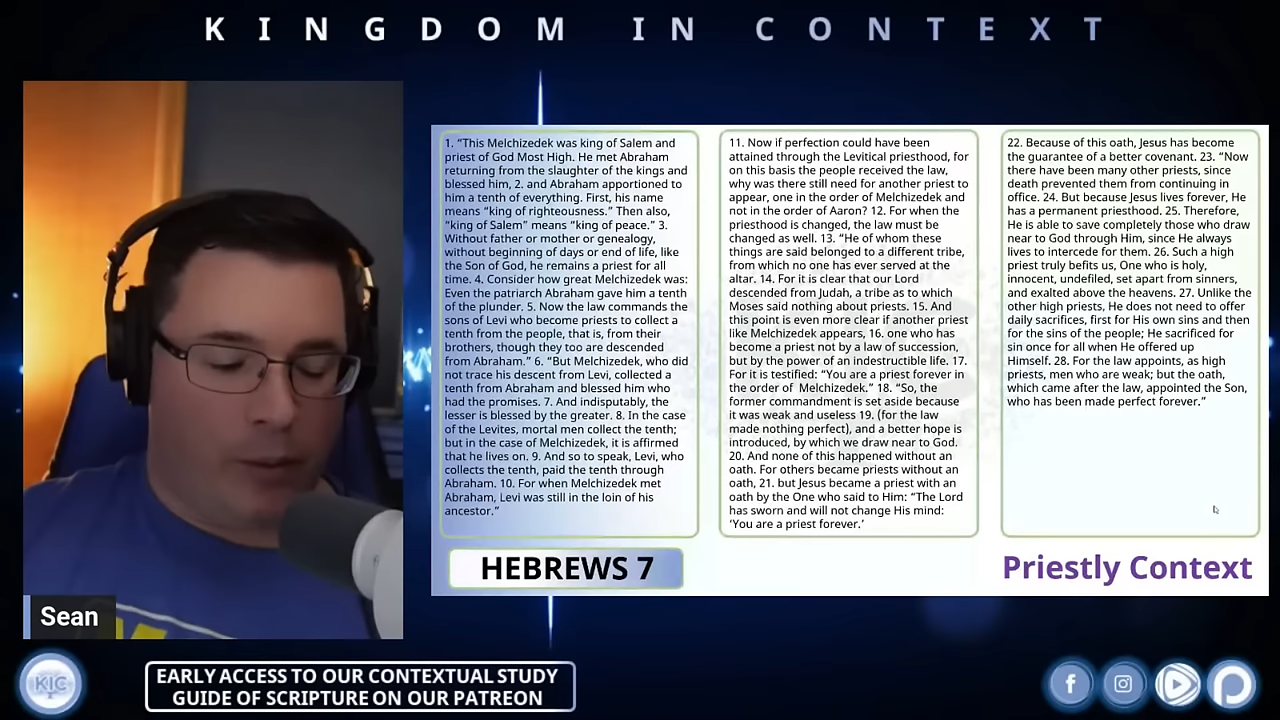 KINGDOM IN CONTEXT
1. “This Melchizedek was king of Salem and
priest of God Most High. He met Abraham
returning from the slaughter of the kings and
blessed him, 2. and Abraham apportioned to
him a tenth of everything. First, his name
means “king of righteousness.” Then also,
“king of Salem” means “king of peace.” 3.
Without father or mother or genealogy,
without beginning of days or end of life, like
the Son of God, he remains a priest for all
time. 4. Consider how great Melchizedek was:
Even the patriarch Abraham gave him a tenth
of the plunder. 5. Now the law commands the
sons of Levi who become priests to collect a
tenth from the people, that is, from their
brothers, though they too are descended
from Abraham.” 6. “But Melchizedek, who did
not trace his descent from Levi, collected a
tenth from Abraham and blessed him who
had the promises. 7. And indisputably, the
lesser is blessed by the greater. 8. In the case
of the Levites, mortal men collect the tenth;
but in the case of Melchizedek, it is affirmed
that he lives on. 9. And so to speak, Levi, who
collects the tenth, paid the tenth through
Abraham. 10. For when Melchizedek met
Abraham, Levi was still in the loin of his
ancestor.”
11. Now if perfection could have been
attained through the Levitical priesthood, for
on this basis the people received the law,
why was there still need for another priest to
appear, one in the order of Melchizedek and
not in the order of Aaron? 12. For when the
priesthood is changed, the law must be
changed as well. 13. “He of whom these
things are said belonged to a different tribe,
from which no one has ever served at the
altar. 14. For it is clear that our Lord
descended from Judah, a tribe as to which
Moses said nothing about priests. 15. And
this point is even more clear if another priest
like Melchizedek appears, 16. one who has
become a priest not by a law of succession,
but by the power of an indestructible life. 17.
For it is testified: “You are a priest forever in
the order of Melchizedek.” 18. “So, the
former commandment is set aside because
it was weak and useless 19. (for the law
made nothing perfect), and a better hope is
introduced, by which we draw near to God.
20. And none of this happened without an
oath. For others became priests without an
oath, 21. but Jesus became a priest with an
oath by the One who said to Him: “The Lord
has sworn and will not change His mind:
‘You are a priest forever.’
22. Because of this oath, Jesus has become
the guarantee of a better covenant. 23. “Now
there have been many other priests, since
death prevented them from continuing in
office. 24. But because Jesus lives forever, He
has a permanent priesthood. 25. Therefore,
He is able to save completely those who draw
near to God through Him, since He always
lives to intercede for them. 26. Such a high
priest truly befits us, One who is holy,
innocent, undefiled, set apart from sinners,
and exalted above the heavens. 27. Unlike the
other high priests, He does not need to offer
daily sacrifices, first for His own sins and then
for the sins of the people; He sacrificed for
sin once for all when He offered up
Himself. 28. For the law appoints, as high
priests, men who are weak; but the oath,
which came after the law, appointed the Son,
who has been made perfect forever.”
HEBREWS 7
Priestly Context
Sean
KIC
EARLY ACCESS TO OUR CONTEXTUAL STUDY
GUIDE OF SCRIPTURE ON OUR PATREON